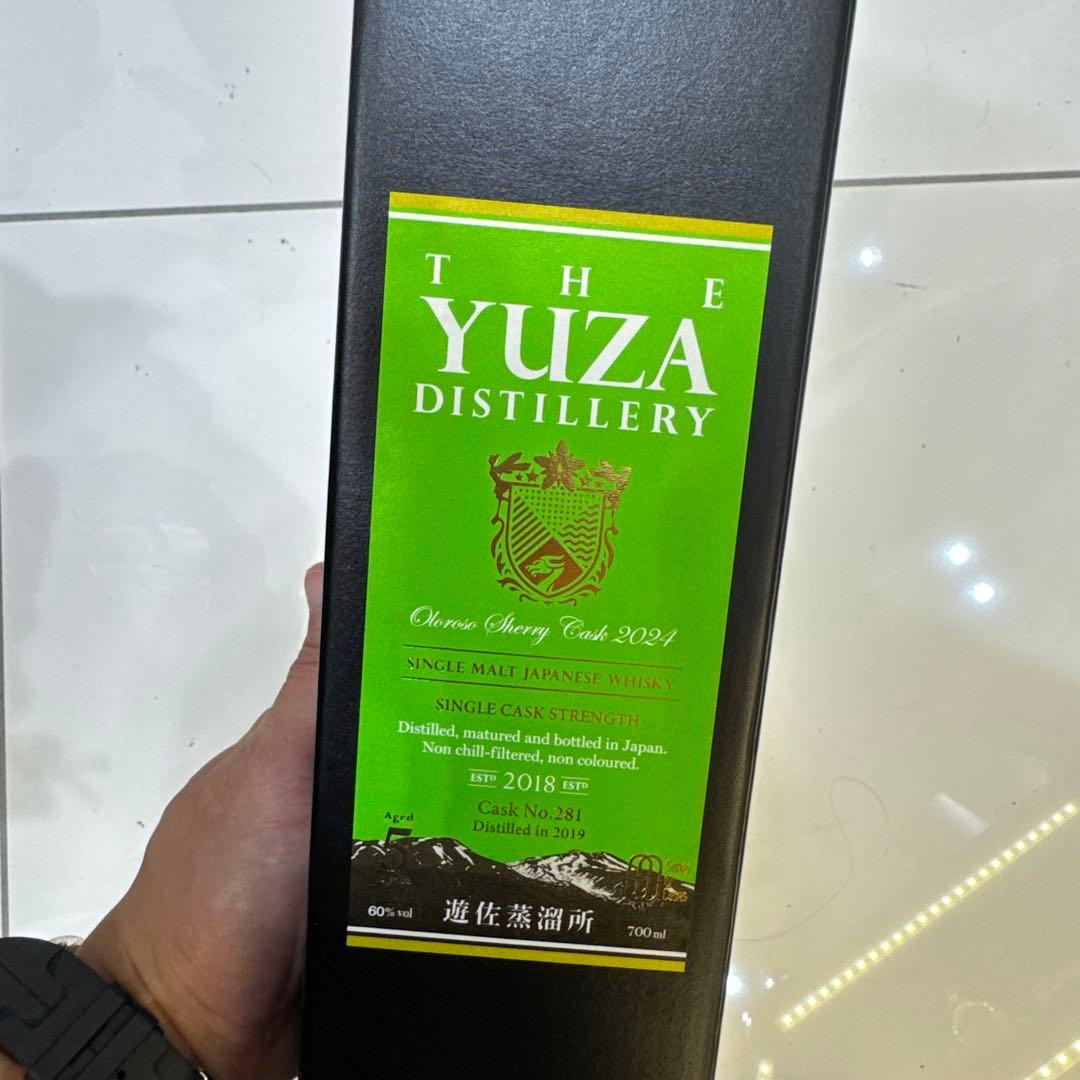 THE
YUZA
DISTILLERY
Oloroso Sherry Cask 2024
SINGLE MALT JAPANESE WHISKY
SINGLE CASK STRENGTH
Distilled, matured and bottled in Japan.
Non chill-filtered, non coloured.
ESTD 2018 ESTD
Cask No.281
Distilled in 2019
Aged
5
60% vol
遊佐蒸溜所
700ml